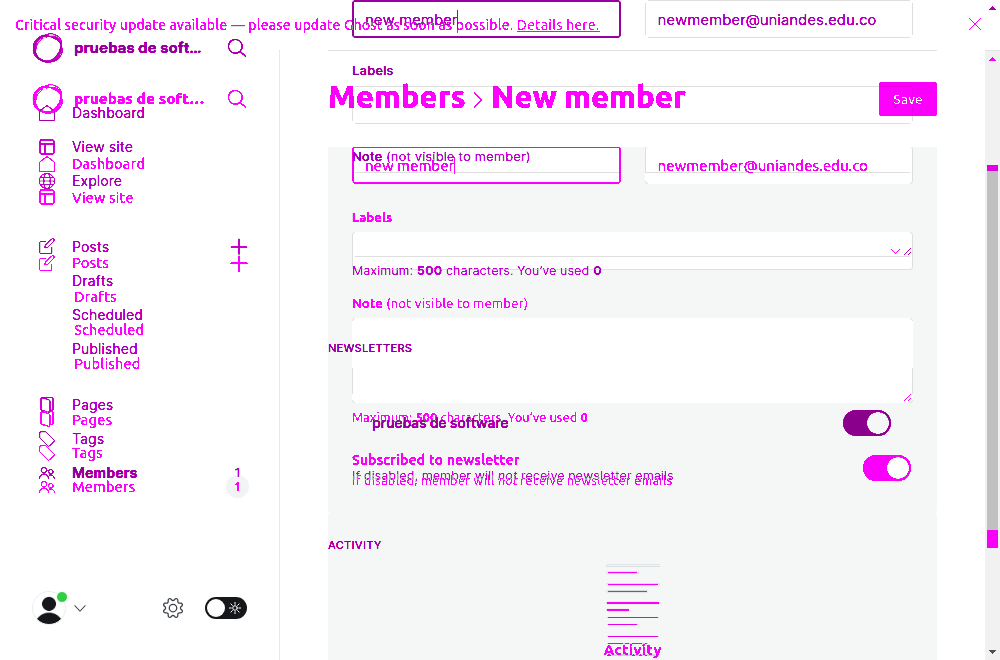 new member newmember@uniandes.edu.co
Critical security update available — please update Ghost as soon as possible. Details here.
pruebas de soft...
Labels
pruebas de soft...
Members › New member
Save
Dashboard
View site
Dashboard
Note (not visible to member)
new member newmember@uniandes.edu.co
Explore
View site
Labels
Posts
Posts
Maximum: 500 characters. You've used 0
Drafts
Drafts
Note (not visible to member)
Scheduled
Scheduled
Published
Published
NEWSLETTERS
Pages
Pages
Maximum: 500 characters. You've used 0
pruebas de software
Tags
Tags
Subscribed to newsletter
Members 1
If disabled, member will not receive newsletter emails
If disabled, member will not receive newsletter emails
Members 1
ACTIVITY
Activity